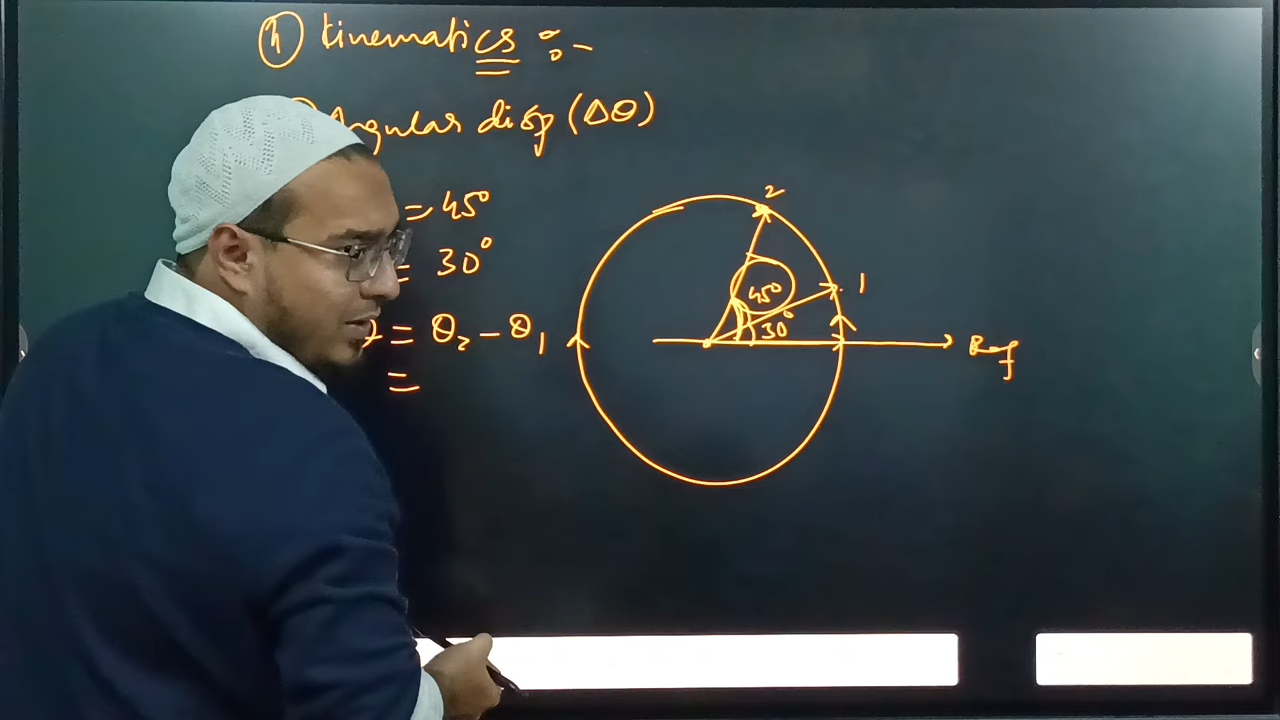 1) Kinematics :-
Angular disp (Δθ)
= 45°
= 30°
= θ₂ - θ₁
=
2
1
45°
30°
Ref